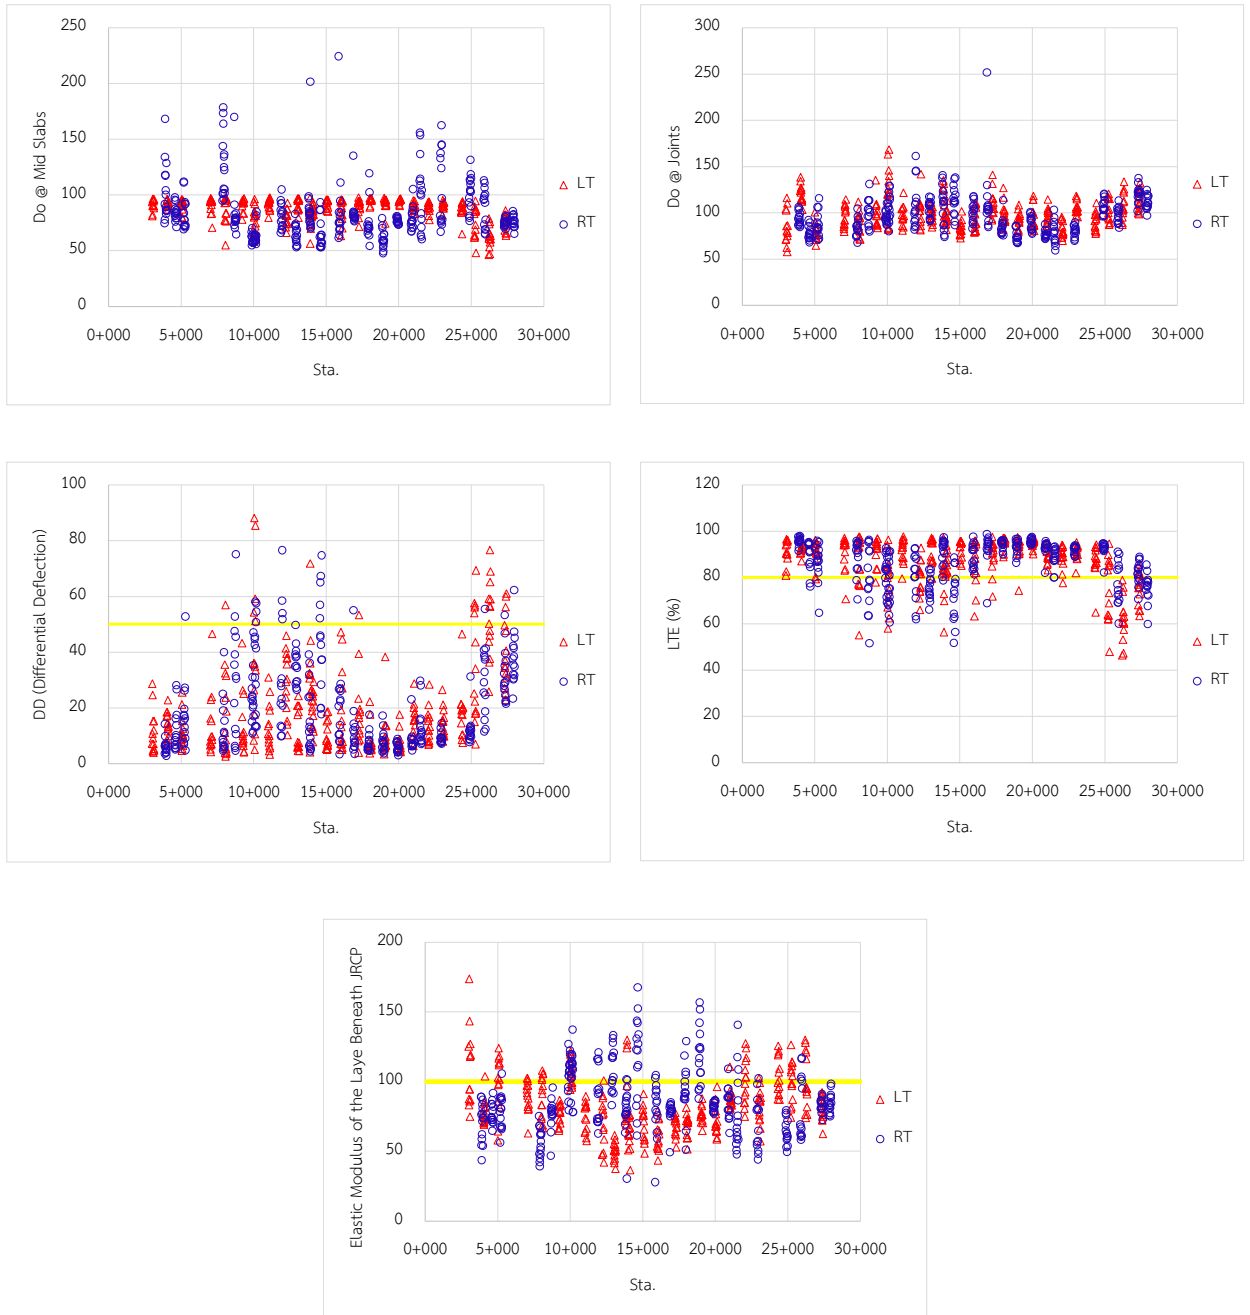 Do @ Mid Slabs
250
200
150
100
50
0
0+000 5+000 10+000 15+000 20+000 25+000 30+000
Sta.
LT
RT
Do @ Joints
300
250
200
150
100
50
0
0+000 5+000 10+000 15+000 20+000 25+000 30+000
Sta.
LT
RT
DD (Differential Deflection)
100
80
60
40
20
0
0+000 5+000 10+000 15+000 20+000 25+000 30+000
Sta.
LT
RT
LTE (%)
120
100
80
60
40
20
0
0+000 5+000 10+000 15+000 20+000 25+000 30+000
Sta.
LT
RT
Elastic Modulus of the Laye Beneath JRCP
200
150
100
50
0
0+000 5+000 10+000 15+000 20+000 25+000 30+000
Sta.
LT
RT